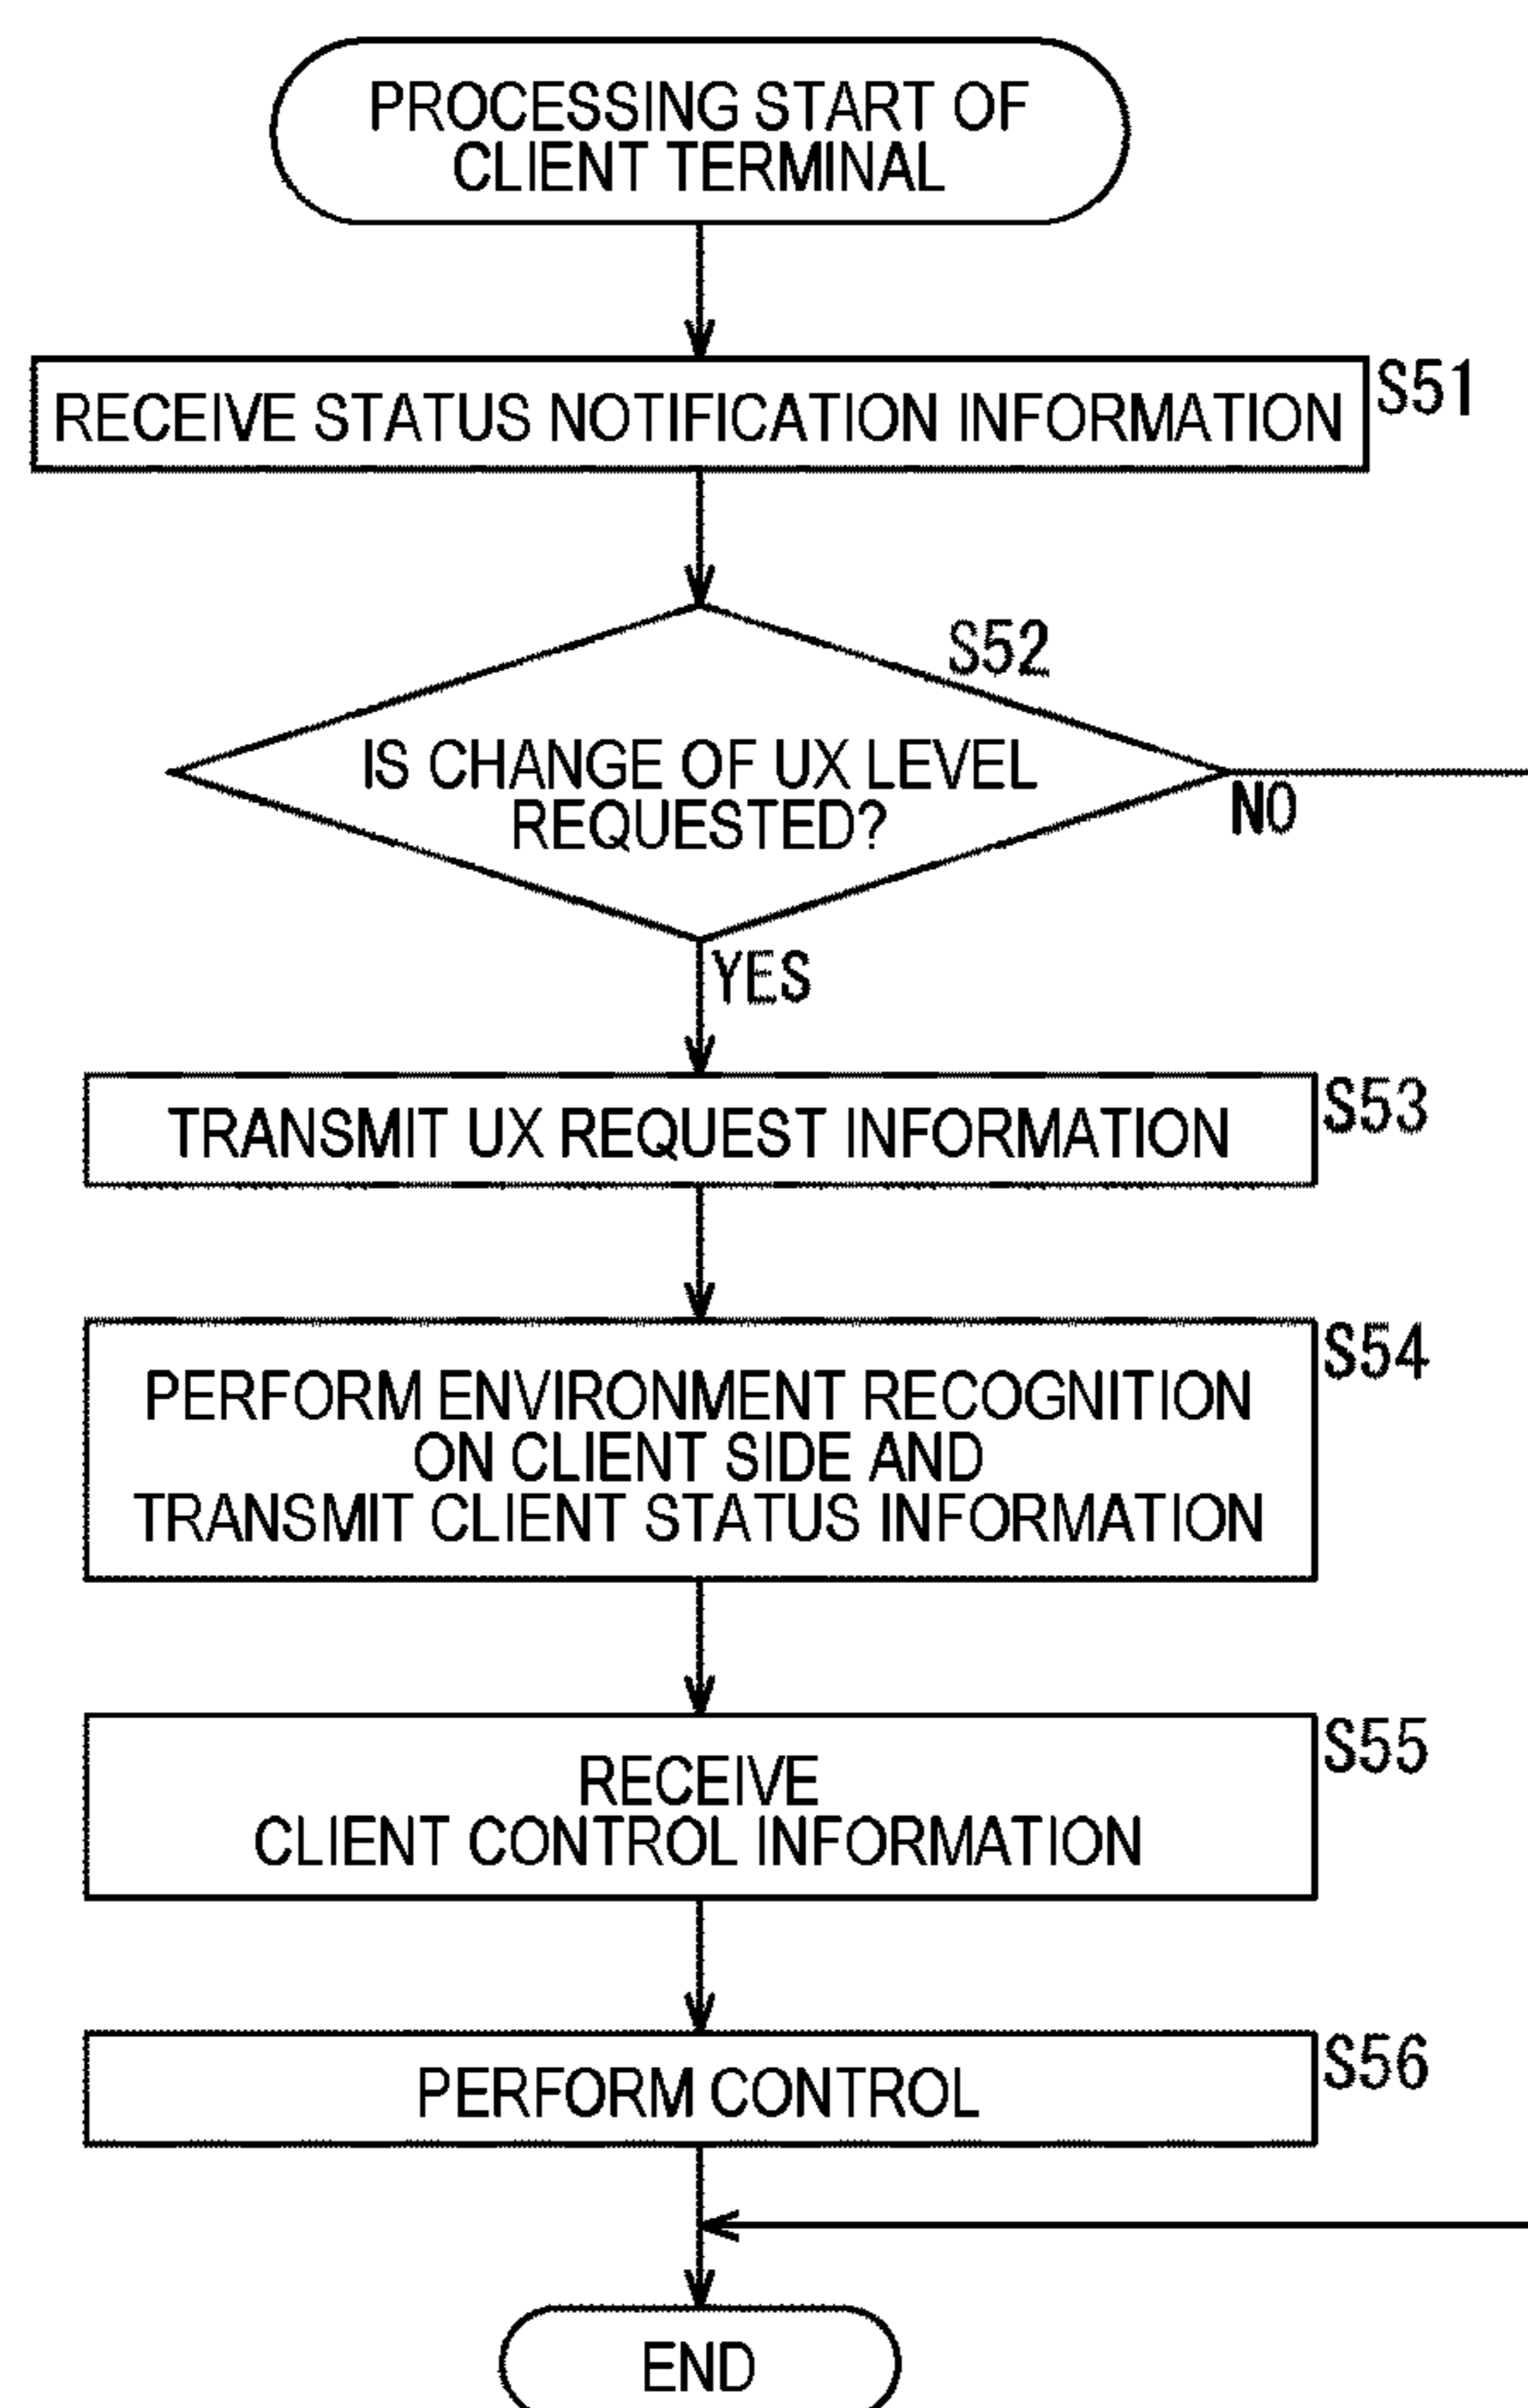 PROCESSING START OF
CLIENT TERMINAL
RECEIVE STATUS NOTIFICATION INFORMATION
S51
S52
IS CHANGE OF UX LEVEL
REQUESTED?
NO
YES
TRANSMIT UX REQUEST INFORMATION
S53
S54
PERFORM ENVIRONMENT RECOGNITION
ON CLIENT SIDE AND
TRANSMIT CLIENT STATUS INFORMATION
S55
RECEIVE
CLIENT CONTROL INFORMATION
S56
PERFORM CONTROL
END